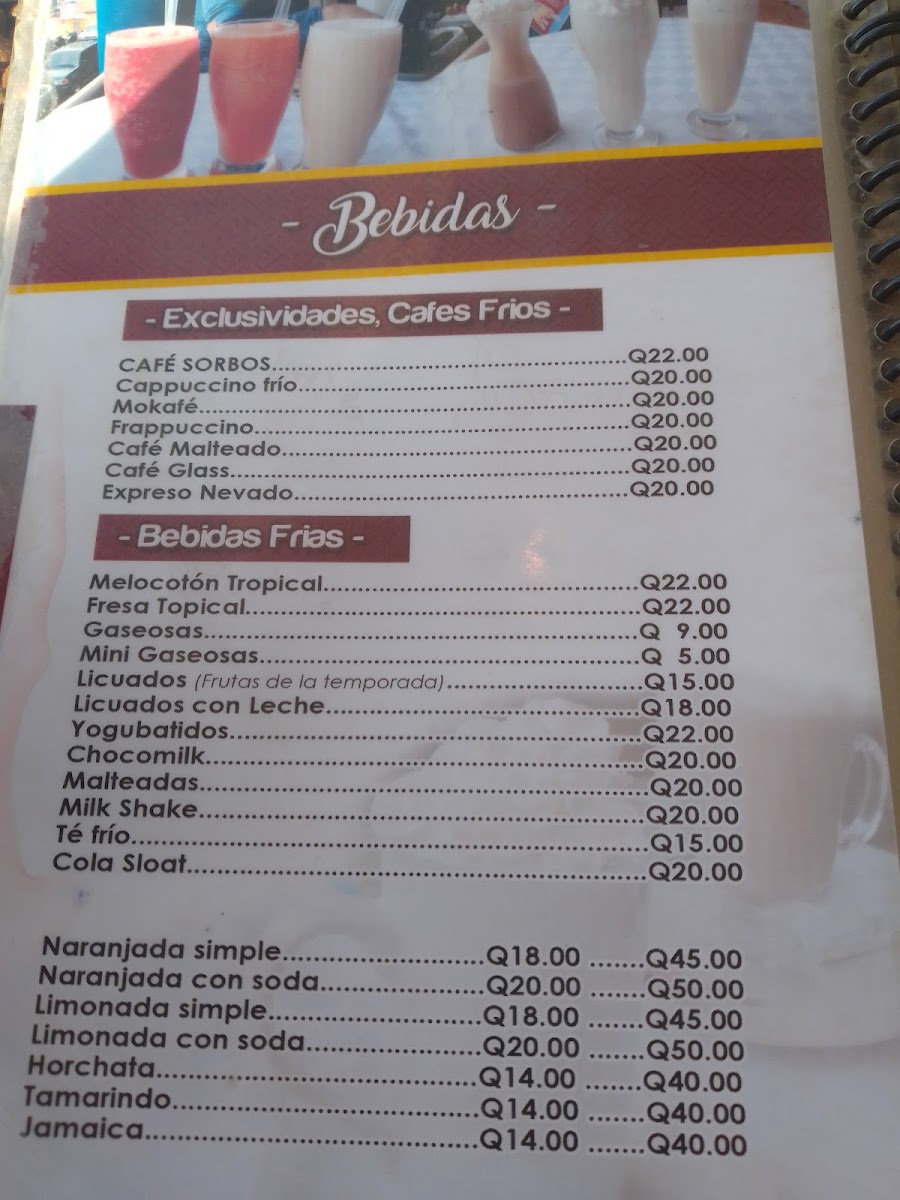 - Bebidas -
- Exclusividades, Cafes Frios -
CAFÉ SORBOS.....Q22.00
Cappuccino frío.....Q20.00
Mokafé.....Q20.00
Frappuccino.....Q20.00
Café Malteado.....Q20.00
Café Glass.....Q20.00
Expreso Nevado.....Q20.00
- Bebidas Frias -
Melocotón Tropical.....Q22.00
Fresa Topical.....Q22.00
Gaseosas.....Q 9.00
Mini Gaseosas.....Q 5.00
Licuados (Frutas de la temporada).....Q15.00
Licuados con Leche.....Q18.00
Yogubatidos.....Q22.00
Chocomilk.....Q20.00
Malteadas.....Q20.00
Milk Shake.....Q20.00
Té frío.....Q15.00
Cola Sloat.....Q20.00
Naranjada simple.....Q18.00 .....Q45.00
Naranjada con soda.....Q20.00 .....Q50.00
Limonada simple.....Q18.00 .....Q45.00
Limonada con soda.....Q20.00 .....Q50.00
Horchata.....Q14.00 .....Q40.00
Tamarindo.....Q14.00 .....Q40.00
Jamaica.....Q14.00 .....Q40.00